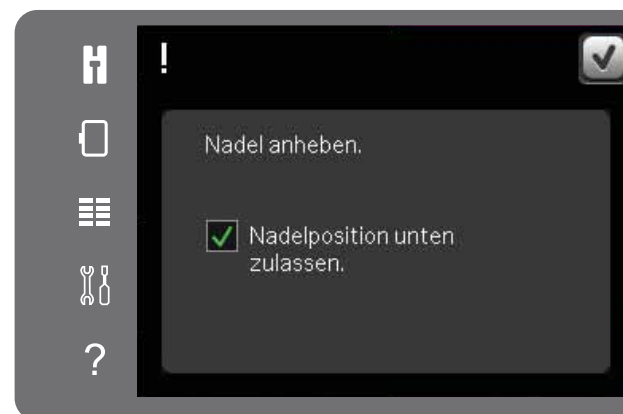 !
Nadel anheben.
Nadelposition unten
zulassen.
?